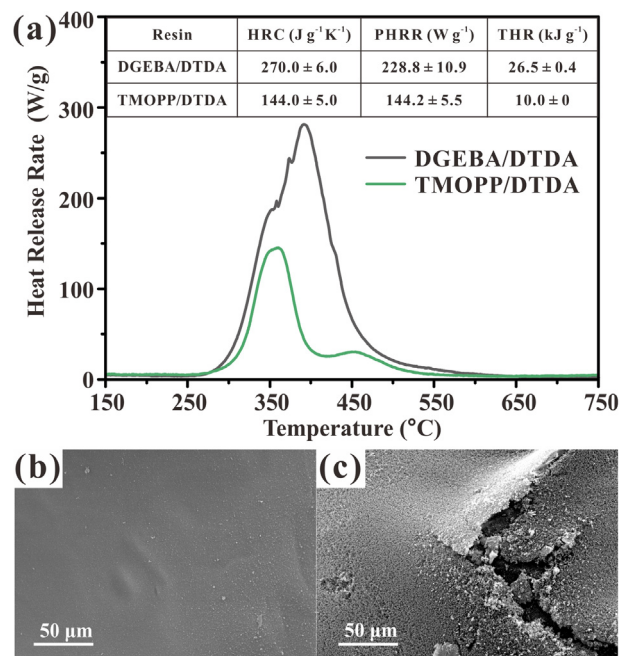 (a)
Resin HRC (J g⁻¹K⁻¹) PHRR (W g⁻¹) THR (kJ g⁻¹)
DGEBA/DTDA 270.0 ± 6.0 228.8 ± 10.9 26.5 ± 0.4
TMOPP/DTDA 144.0 ± 5.0 144.2 ± 5.5 10.0 ± 0
DGEBA/DTDA
TMOPP/DTDA
Heat Release Rate (W/g)
400
300
200
100
0
150 250 350 450 550 650 750
Temperature (°C)
(b)
50 µm
(c)
50 µm